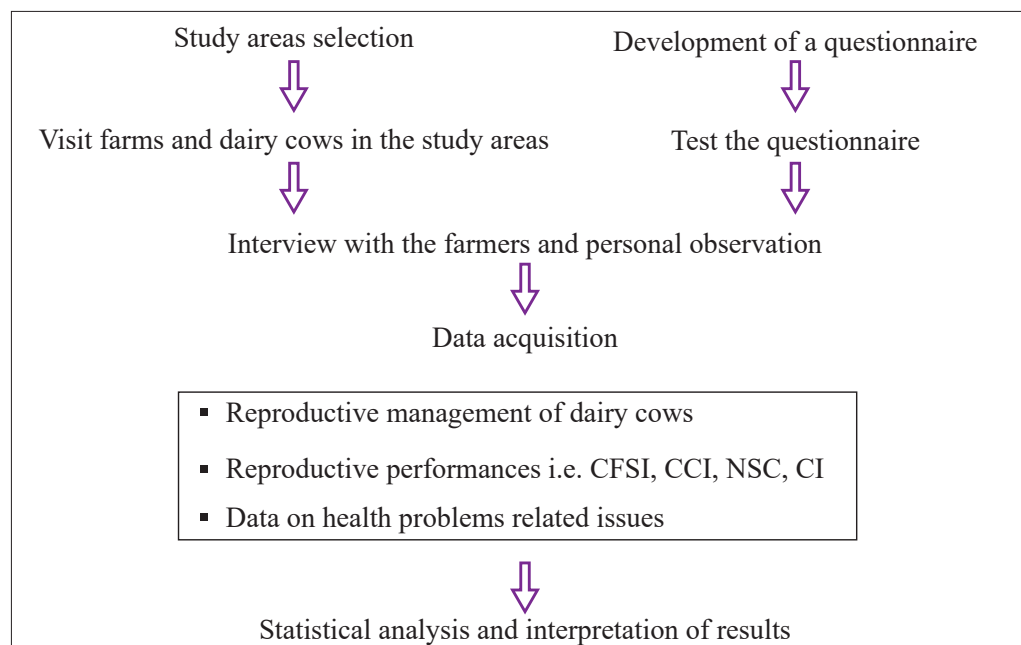 Study areas selection
Development of a questionnaire
Visit farms and dairy cows in the study areas
Test the questionnaire
Interview with the farmers and personal observation
Data acquisition
▪ Reproductive management of dairy cows
▪ Reproductive performances i.e. CFSI, CCI, NSC, CI
▪ Data on health problems related issues
Statistical analysis and interpretation of results